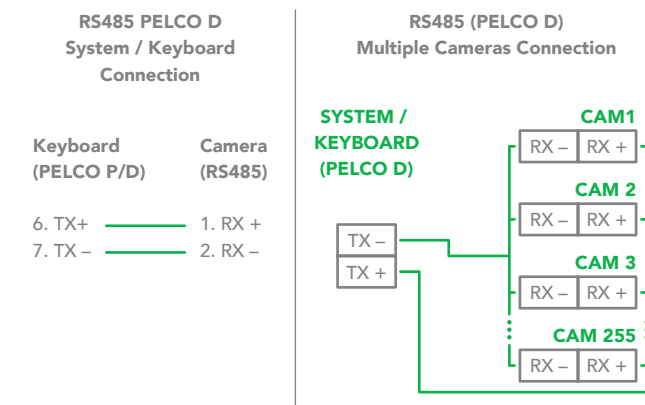 RS485 PELCO D
System / Keyboard
Connection
Keyboard Camera
(PELCO P/D) (RS485)
6. TX+ 1. RX +
7. TX – 2. RX –
RS485 (PELCO D)
Multiple Cameras Connection
SYSTEM /
KEYBOARD
(PELCO D)
TX –
TX +
CAM1
RX – RX +
CAM 2
RX – RX +
CAM 3
RX – RX +
CAM 255
RX – RX +